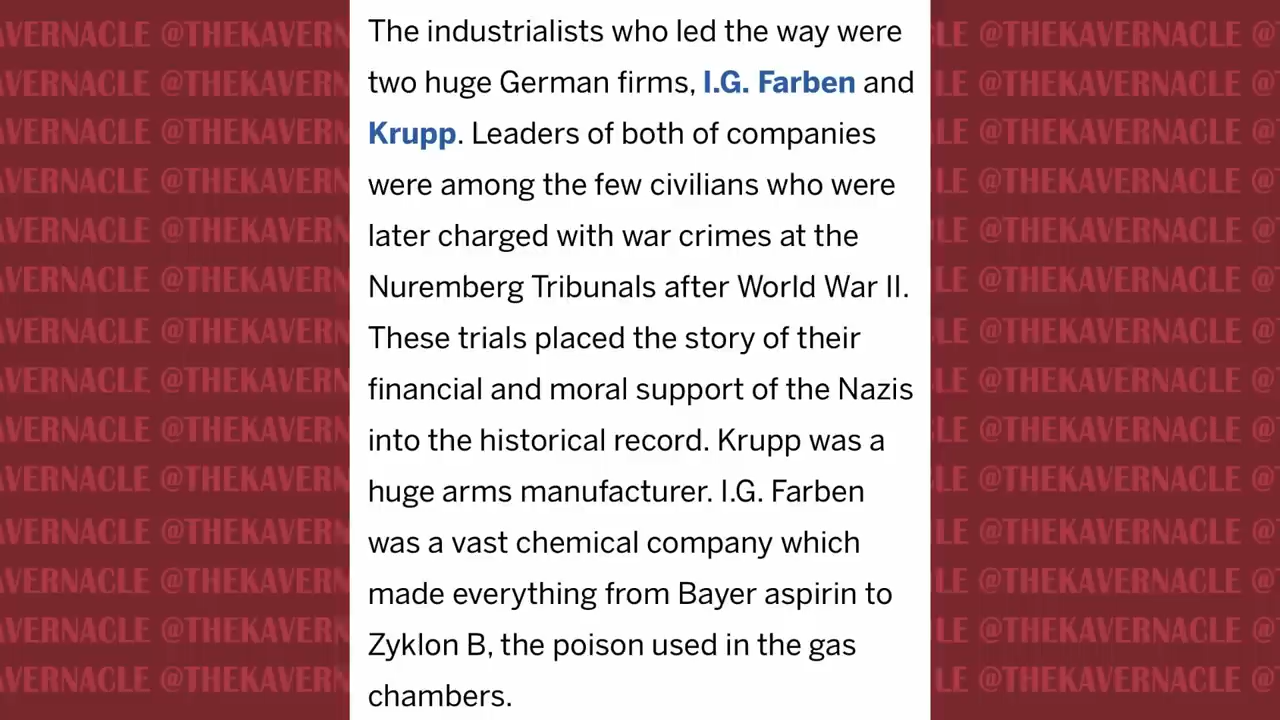 The industrialists who led the way were
two huge German firms, I.G. Farben and
Krupp. Leaders of both of companies
were among the few civilians who were
later charged with war crimes at the
Nuremberg Tribunals after World War II.
These trials placed the story of their
financial and moral support of the Nazis
into the historical record. Krupp was a
huge arms manufacturer. I.G. Farben
was a vast chemical company which
made everything from Bayer aspirin to
Zyklon B, the poison used in the gas
chambers.
@THEKAVERNACLE